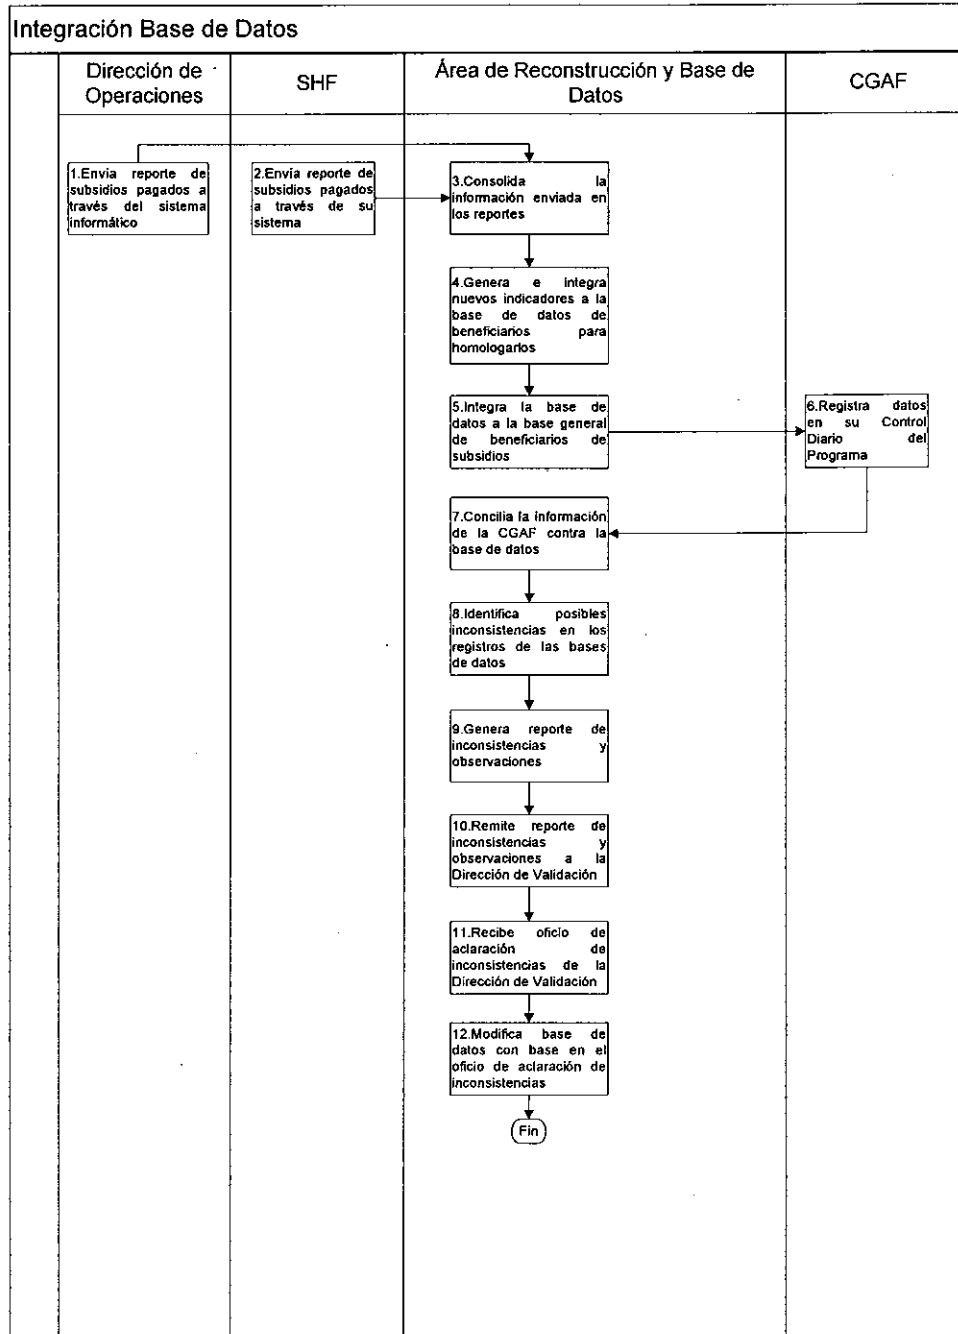 Integración Base de Datos
Dirección de
Operaciones
SHF
Área de Reconstrucción y Base de
Datos
CGAF
1.Envía reporte de
subsidios pagados a
través del sistema
informático
2.Envía reporte de
subsidios pagados
a través de su
sistema
3.Consolida la
información enviada en
los reportes
4.Genera e integra
nuevos indicadores a la
base de datos de
beneficiarios para
homologarlos
5.Integra la base de
datos a la base general
de beneficiarios de
subsidios
6.Registra datos
en su Control
Diario del
Programa
7.Concilia la información
de la CGAF contra la
base de datos
8.Identifica posibles
inconsistencias en los
registros de las bases
de datos
9.Genera reporte de
inconsistencias y
observaciones
10.Remite reporte de
inconsistencias y
observaciones a la
Dirección de Validación
11.Recibe oficio de
aclaración de
inconsistencias de la
Dirección de Validación
12.Modifica base de
datos con base en el
oficio de aclaración de
inconsistencias
Fin